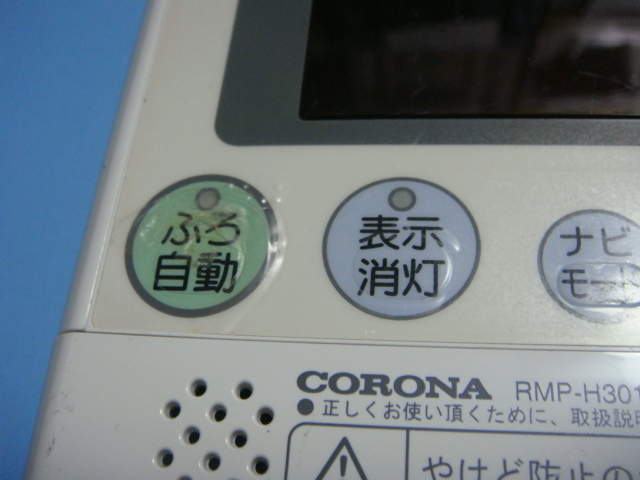 ふろ
自動
表示
消灯
ナビ
モード
CORONA RMP-H301
●正しくお使い頂くために、取扱説明
やけど防止の